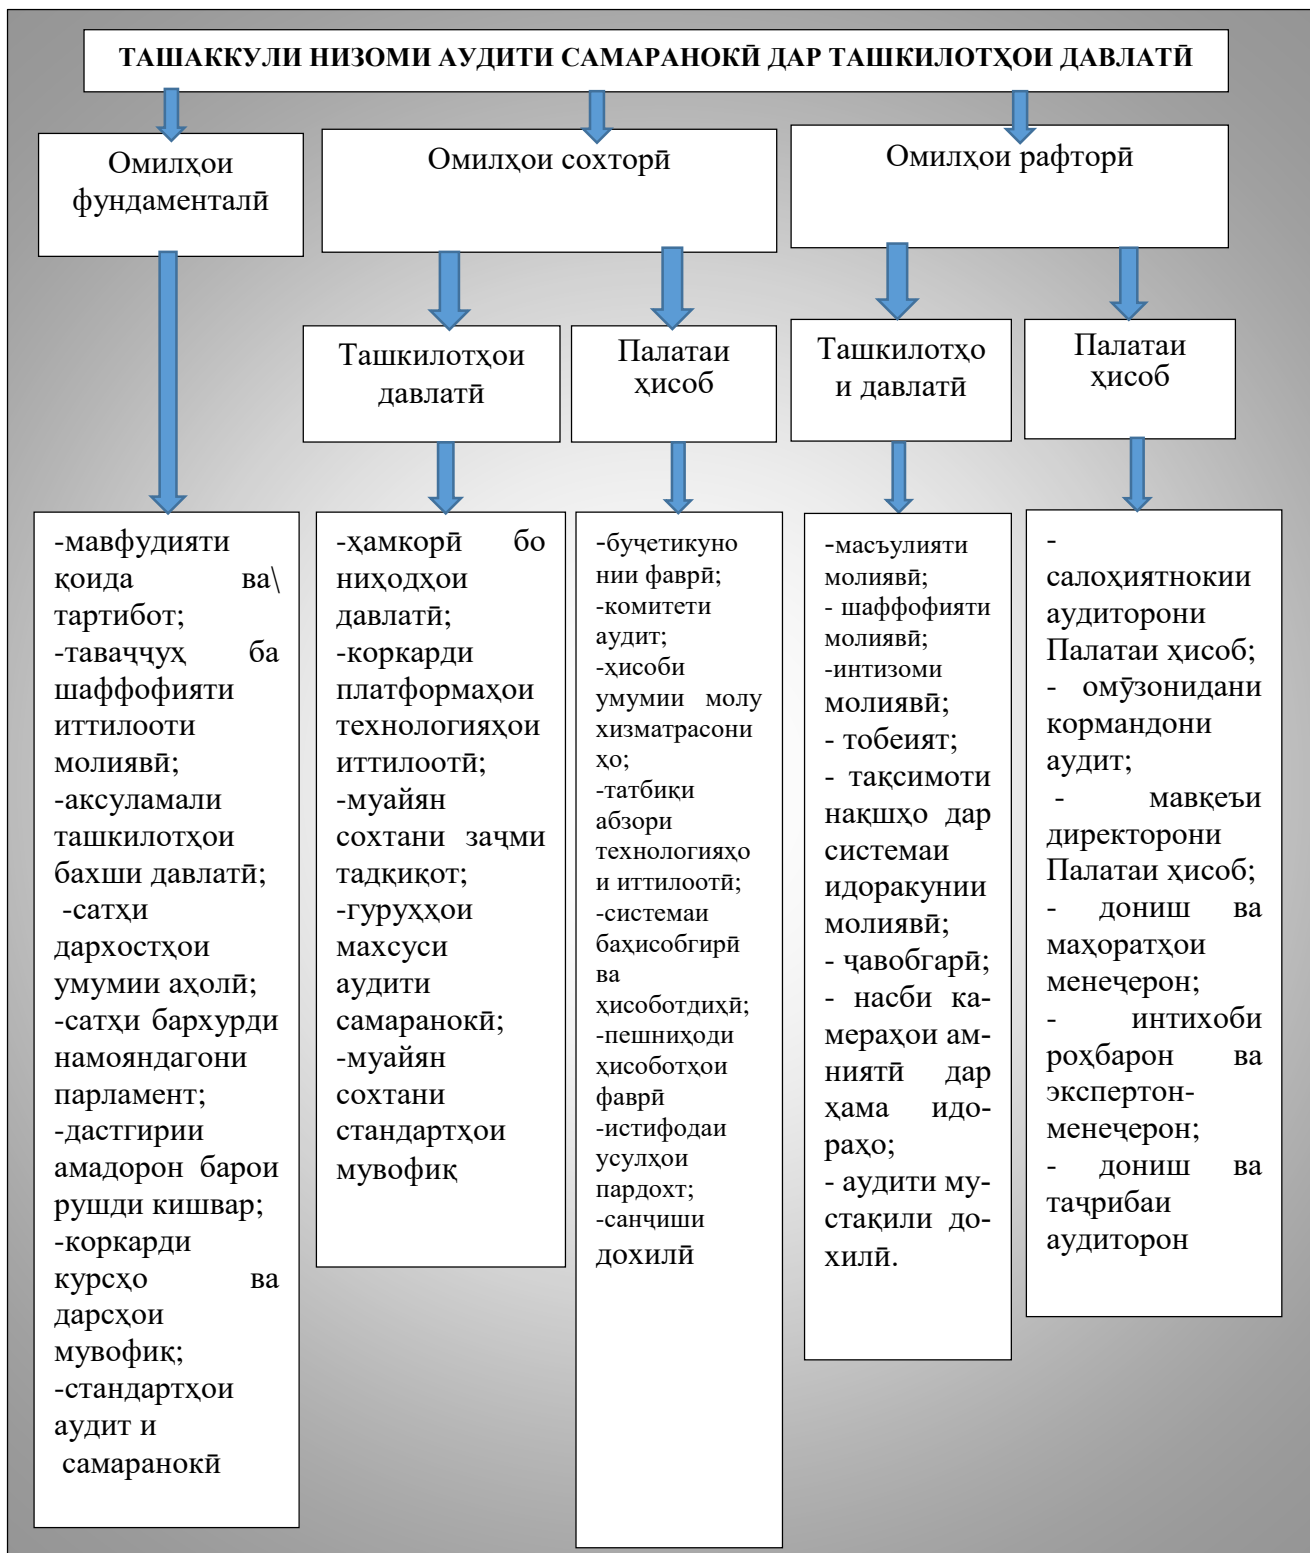 ТАШАККУЛИ НИЗОМИ АУДИТИ САМАРАНОКӢ ДАР ТАШКИЛОТҲОИ ДАВЛАТӢ
Омилҳои
фундаменталӣ
Омилҳои сохторӣ
Омилҳои рафторӣ
Ташкилотҳои
давлатӣ
Палатаи
ҳисоб
Ташкилотҳо
и давлатӣ
Палатаи
ҳисоб
-мавфудияти
қоида ва\
тартибот;
-таваҷҷуҳ ба
шаффофияти
иттилооти
молиявӣ;
-аксуламали
ташкилотҳои
бахши давлатӣ;
-сатҳи
дархостҳои
умумии аҳолӣ;
-сатҳи бархурди
намояндагони
парламент;
-дастгирии
амадорон барои
рушди кишвар;
-коркарди
курсҳо ва
дарсҳои
мувофиқ;
-стандартҳои
аудит и
самаранокӣ
-ҳамкорӣ бо
ниҳодҳои
давлатӣ;
-коркарди
платформаҳои
технологияҳои
иттилоотӣ;
-муайян
сохтани заҷми
тадқиқот;
-гуруҳҳои
махсуси
аудити
самаранокӣ;
-муайян
сохтани
стандартҳои
мувофиқ
-буҷетикуно
нии фаврӣ;
-комитети
аудит;
-ҳисоби
умумии молу
хизматрасони
ҳо;
-татбиқи
абзори
технологияҳо
и иттилоотӣ;
-системаи
баҳисобгирӣ
ва
ҳисоботдиҳӣ;
-пешниҳоди
ҳисоботҳои
фаврӣ
-истифодаи
усулҳои
пардохт;
-санҷиши
дохилӣ
-масъулияти
молиявӣ;
- шаффофияти
молиявӣ;
-интизоми
молиявӣ;
- тобеият;
- тақсимоти
нақшҳо дар
системаи
идоракунии
молиявӣ;
- ҷавобгарӣ;
- насби ка-
мераҳои ам-
ниятӣ дар
ҳама идо-
раҳо;
- аудити му-
стақили до-
хилӣ.
-
салоҳиятнокии
аудиторони
Палатаи ҳисоб;
- омӯзонидани
кормандони
аудит;
- мавқеъи
директорони
Палатаи ҳисоб;
- дониш ва
маҳоратҳои
менеҷерон;
- интихоби
роҳбарон ва
экспертон-
менеҷерон;
- дониш ва
таҷрибаи
аудиторон